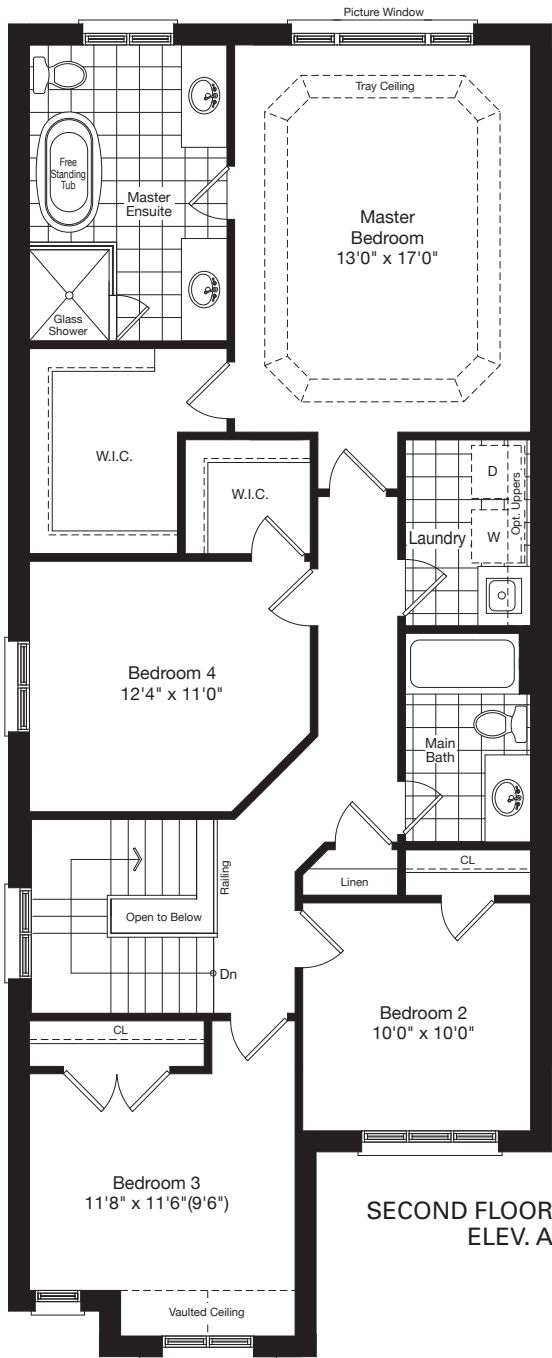 Picture Window
Tray Ceiling
Free
Standing
Tub
Master
Ensuite
Master
Bedroom
13'0" x 17'0"
Glass
Shower
W.I.C.
W.I.C.
D
Opt. Uppers
W
Laundry
Bedroom 4
12'4" x 11'0"
Main
Bath
Railing
CL
Linen
Open to Below
Dn
Bedroom 2
10'0" x 10'0"
CL
Bedroom 3
11'8" x 11'6"(9'6")
SECOND FLOOR
ELEV. A
Vaulted Ceiling